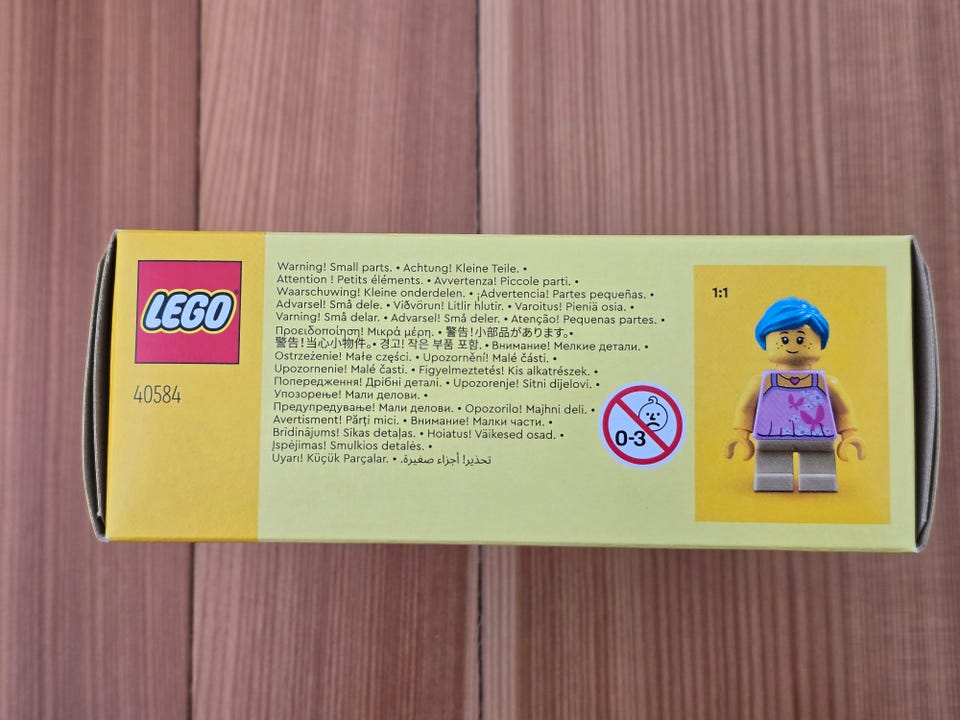 LEGO
40584
Warning! Small parts. • Achtung! Kleine Teile. •
Attention ! Petits éléments. • Avvertenza! Piccole parti. •
Waarschuwing! Kleine onderdelen. • ¡Advertencia! Partes pequeñas. •
Advarsel! Små dele. • Viðvörun! Litlir hlutir. • Varoitus! Pieniä osia. •
Varning! Små delar. • Advarsel! Små deler. • Atenção! Pequenas partes. •
Προειδοποίηση! Μικρά μέρη. • 警告!小部品があります。•
警告!当心小物件。• 경고! 작은 부품 포함. • Внимание! Мелкие детали. •
Ostrzeżenie! Małe części. • Upozornění! Malé části. •
Upozornenie! Malé časti. • Figyelmeztetés! Kis alkatrészek. •
Попередження! Дрібні деталі. • Upozorenje! Sitni dijelovi. •
Упозорење! Мали делови. •
Предупредување! Мали делови. • Opozorilo! Majhni deli. •
Avertisment! Părți mici. • Внимание! Малки части. •
Brīdinājums! Sīkas detaļas. • Hoiatus! Väikesed osad. •
Įspėjimas! Smulkios detalės. •
Uyarı! Küçük Parçalar. • تحذير! أجزاء صغيرة.
0-3
1:1